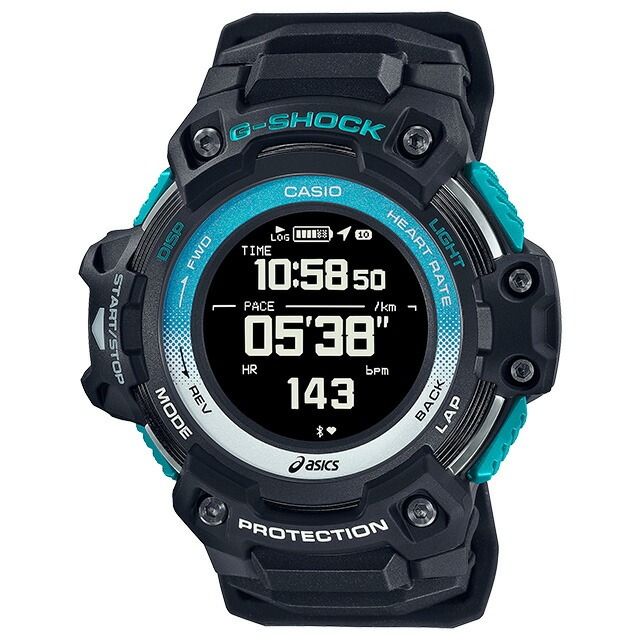 G-SHOCK
CASIO
DISP
FWD
LIGHT
HEART RATE
LOG 10
TIME
10:58 50
PACE /km
05'38"
HR bpm
143
START/STOP
REV
MODE
BACK
LAP
asics
PROTECTION